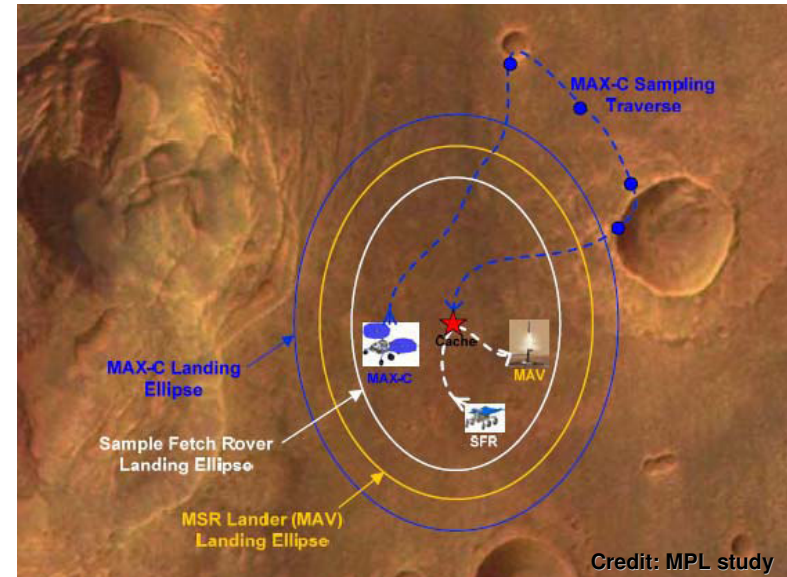 MAX-C Sampling
Traverse
Cache
MAX-C
MAV
SFR
MAX-C Landing
Ellipse
Sample Fetch Rover
Landing Ellipse
MSR Lander (MAV)
Landing Ellipse
Credit: MPL study